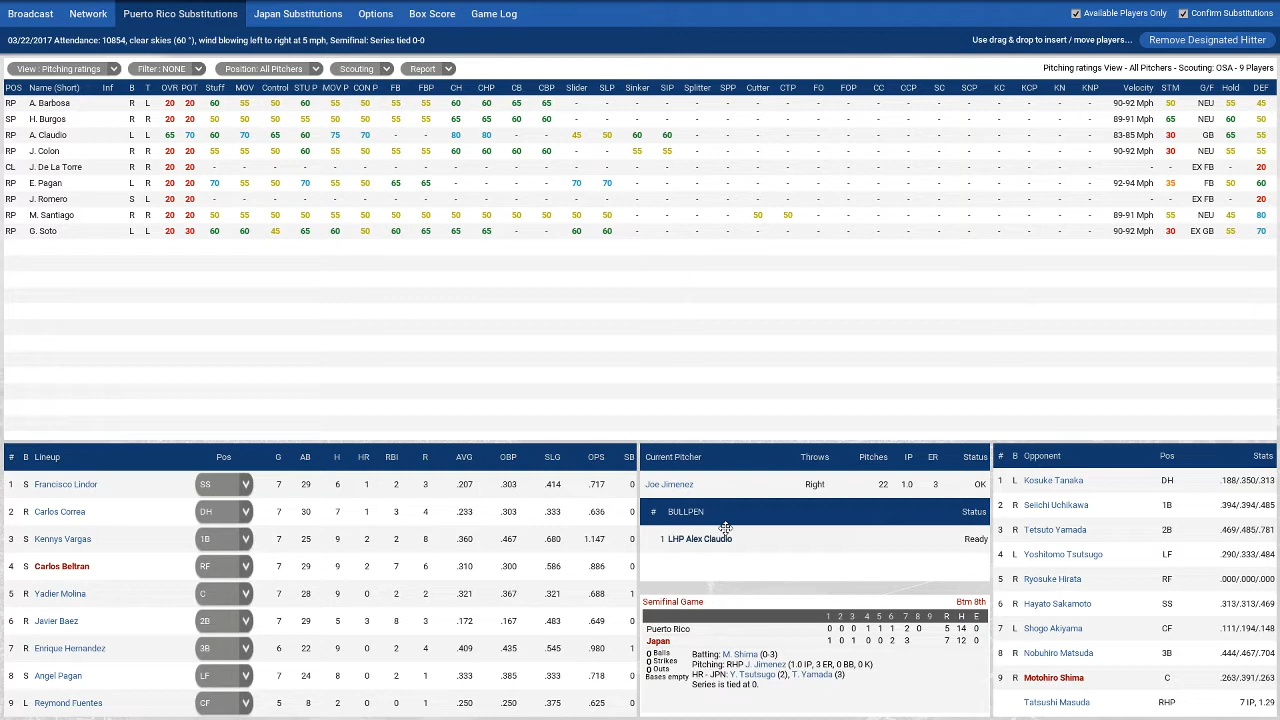 Broadcast Network Puerto Rico Substitutions Japan Substitutions Options Box Score Game Log Available Players Only Confirm Substitutions
03/22/2017 Attendance: 10854, clear skies (60 °), wind blowing left to right at 5 mph, Semifinal: Series tied 0-0 Use drag & drop to insert / move players... Remove Designated Hitter
View : Pitching ratings Filter : NONE Position: All Pitchers Scouting Report Pitching ratings View - All Pitchers - Scouting: OSA - 9 Players
POS Name (Short) Inf B T OVR POT Stuff MOV Control STU P MOV P CON P FB FBP CH CHP CB CBP Slider SLP Sinker SIP Splitter SPP Cutter CTP FO FOP CC CCP SC SCP KC KCP KN KNP Velocity STM G/F Hold DEF
RP A. Barbosa R L 20 20 60 55 50 60 55 50 55 55 60 60 65 65 - - - - - - - - - - - - - - - - - - 90-92 Mph 50 NEU 55 45
SP H. Burgos R R 20 20 50 50 50 55 50 50 55 55 60 60 60 60 - - - - - - - - - - - - - - - - - - 89-91 Mph 65 NEU 60 50
RP A. Claudio L L 65 70 60 70 65 60 75 70 - - 80 80 - - 45 50 60 60 - - - - - - - - - - - - - - 83-85 Mph 30 GB 65 55
RP J. Colon R R 20 20 55 55 50 60 55 50 55 55 60 60 60 60 - - 55 55 - - - - - - - - - - - - - - 90-92 Mph 30 NEU 55 55
CL J. De La Torre R R 20 20 - - - - - - - - - - - - - - - - - - - - - - - - - - - - - - EX FB 20
RP E. Pagan L R 20 20 70 55 50 70 55 50 65 65 - - - - 70 70 - - - - - - - - - - - - - - - - 92-94 Mph 35 FB 50 60
RP J. Romero S L 20 20 - - - - - - - - - - - - - - - - - - - - - - - - - - - - - - EX FB 20
RP M. Santiago R R 20 20 50 55 50 50 55 50 50 50 50 50 50 50 50 50 - - - - 50 50 - - - - - - - - - - 89-91 Mph 55 NEU 45 80
RP G. Soto L L 20 30 60 60 45 65 60 50 60 65 65 65 - - 60 60 - - - - - - - - - - - - - - - - 90-92 Mph 30 EX GB 55 70
# B Lineup Pos G AB H HR RBI R AVG OBP SLG OPS SB
1 S Francisco Lindor SS 7 29 6 1 2 3 .207 .303 .414 .717 0
2 R Carlos Correa DH 7 30 7 1 3 4 .233 .303 .333 .636 0
3 Kennys Vargas 1B 7 25 9 2 2 8 .360 .467 .680 1.147 0
4 S Carlos Beltran RF 7 29 9 2 7 6 .310 .300 .586 .886 0
5 R Yadier Molina C 7 28 9 0 2 2 .321 .367 .321 .688 1
6 R Javier Baez 2B 7 29 5 3 8 3 .172 .167 .483 .649 0
6 R Enrique Hernandez 3B 6 22 9 0 2 4 .409 .435 .545 .980 1
8 S Angel Pagan LF 7 24 8 0 2 1 .333 .385 .333 .718 0
9 L Reymond Fuentes CF 5 8 2 0 0 1 .250 .250 .375 .625 0
Current Pitcher Throws Pitches IP ER Status
Joe Jimenez Right 22 1.0 3 OK
# BULLPEN Status
1 LHP Alex Claudio Ready
Semifinal Game Btm 8th
1 2 3 4 5 6 7 8 9 R H E
Puerto Rico 0 0 0 1 1 1 2 0 5 14 0
Japan 1 0 1 0 0 2 3 7 12 0
0 Balls
0 Strikes
0 Outs
Bases empty
Batting: M. Shima (0-3)
Pitching: RHP J. Jimenez (1.0 IP, 3 ER, 0 BB, 0 K)
HR - JPN: Y. Tsutsugo (2), T. Yamada (3)
Series is tied at 0.
# B Opponent Pos Stats
1 L Kosuke Tanaka DH .188/.350/.313
2 R Seiichi Uchikawa 1B .394/.394/.485
3 R Tetsuto Yamada 2B .469/.485/.781
4 L Yoshitomo Tsutsugo LF .290/.333/.484
5 R Ryosuke Hirata RF .000/.000/.000
6 R Hayato Sakamoto SS .313/.313/.469
7 L Shogo Akiyama CF .111/.194/.148
8 R Nobuhiro Matsuda 3B .444/.467/.704
9 R Motohiro Shima C .263/.391/.263
Tatsushi Masuda RHP 7 IP, 1.29